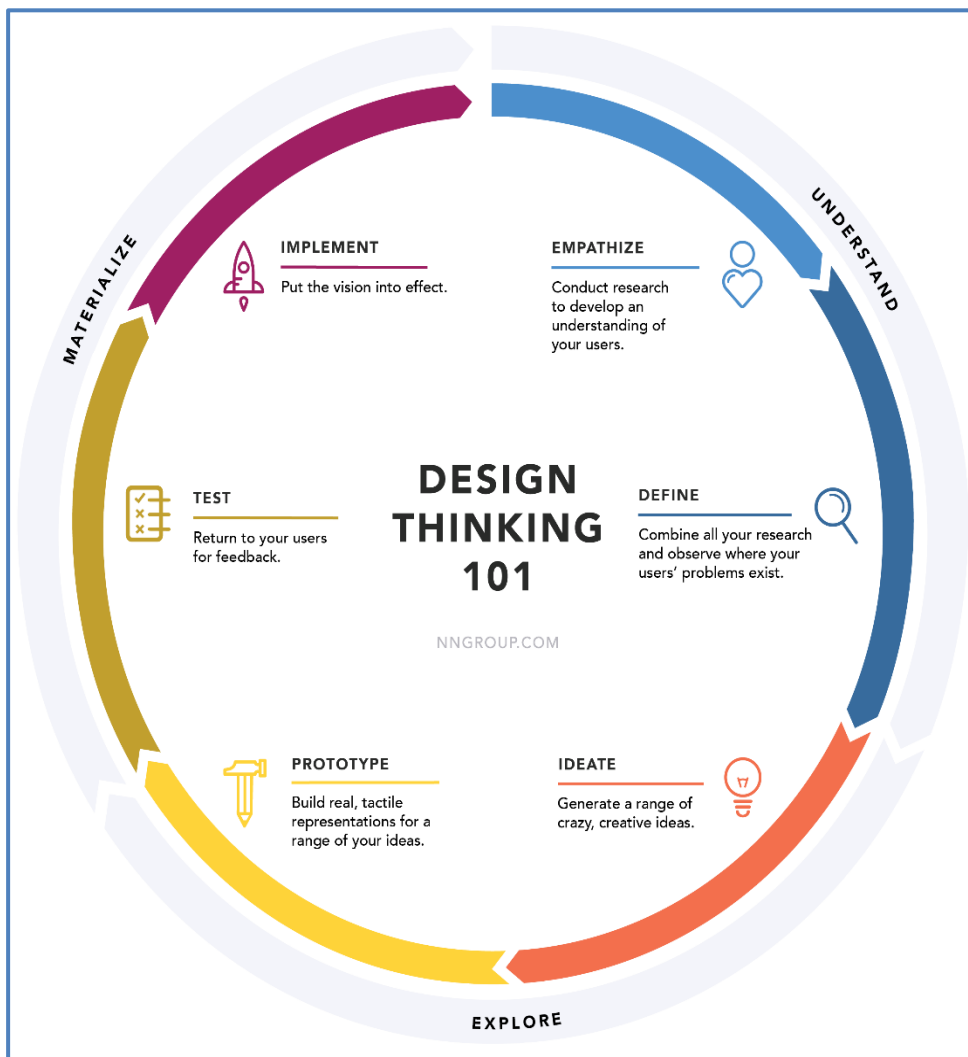 DESIGN
THINKING
101
NNGROUP.COM
UNDERSTAND
EMPATHIZE
Conduct research
to develop an
understanding of
your users.
DEFINE
Combine all your research
and observe where your
users’ problems exist.
EXPLORE
IDEATE
Generate a range of
crazy, creative ideas.
PROTOTYPE
Build real, tactile
representations for a
range of your ideas.
MATERIALIZE
TEST
Return to your users
for feedback.
IMPLEMENT
Put the vision into effect.